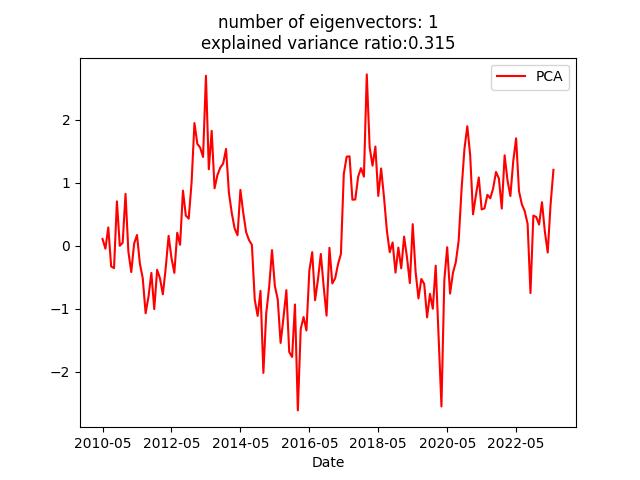 number of eigenvectors: 1
explained variance ratio:0.315
PCA
2
1
0
−1
−2
2010-05 2012-05 2014-05 2016-05 2018-05 2020-05 2022-05
Date